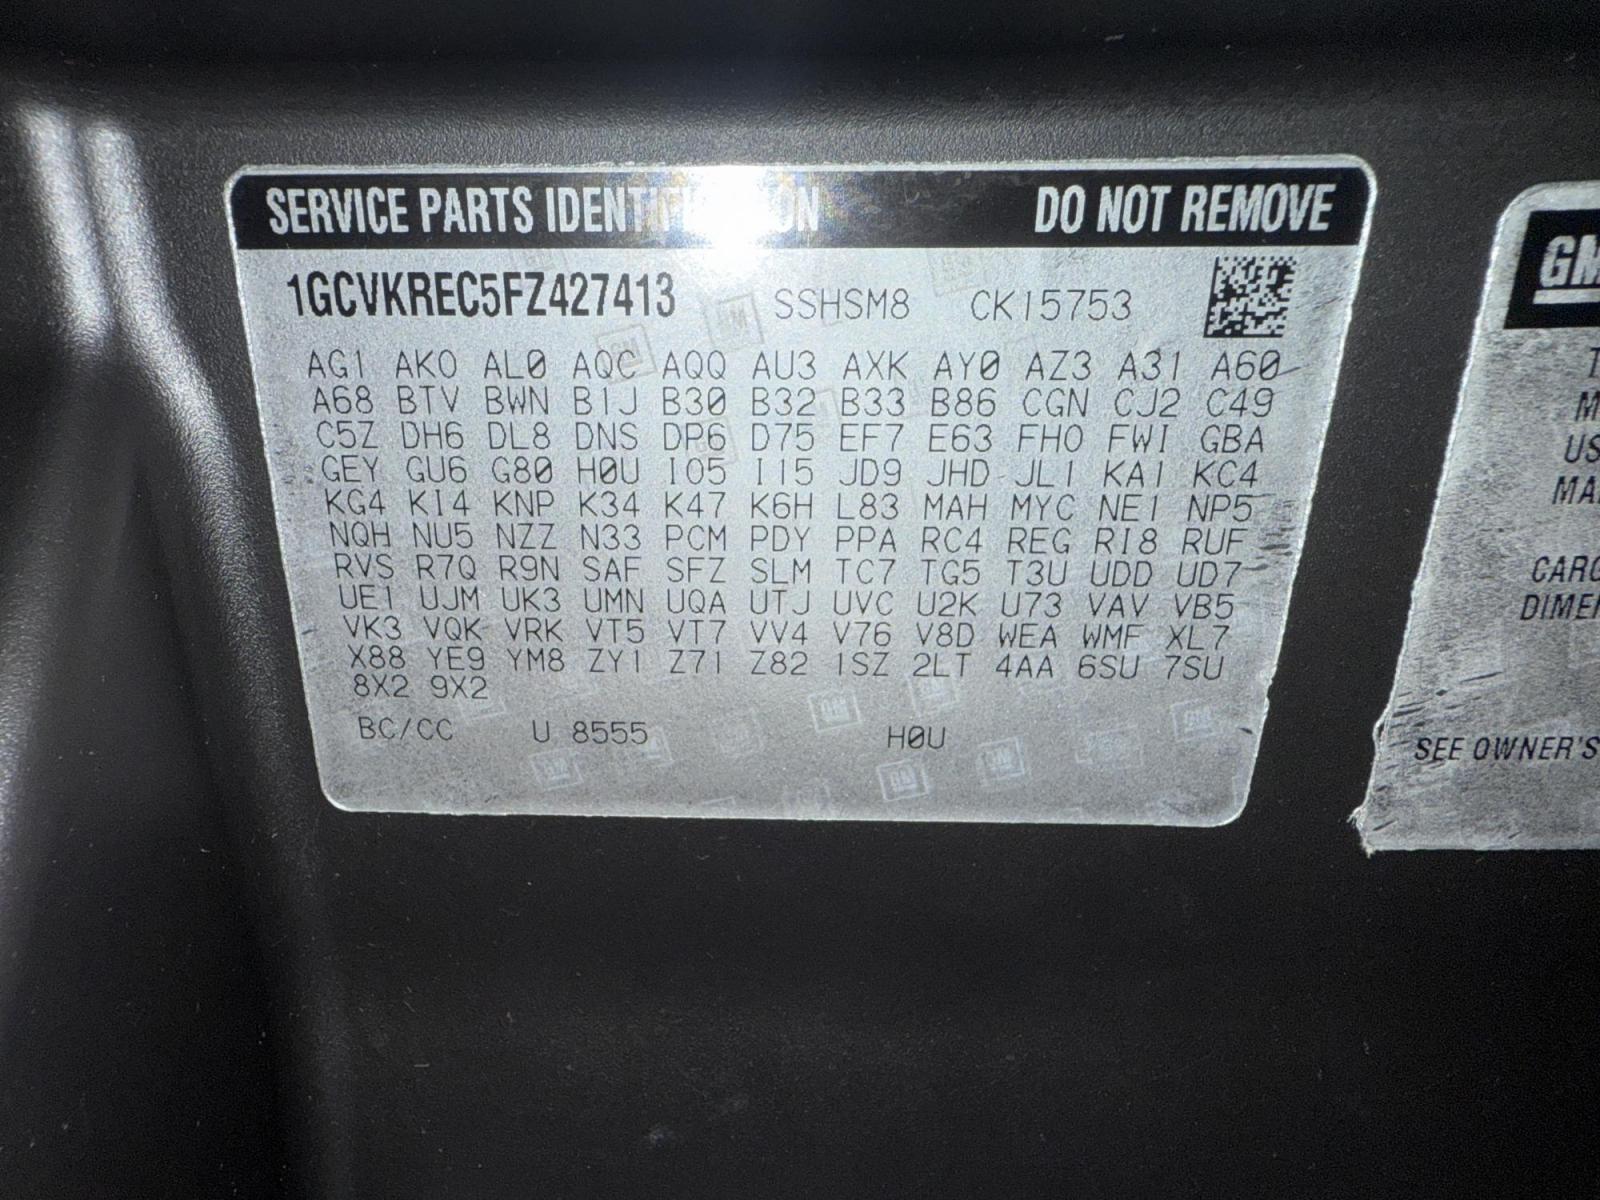 SERVICE PARTS IDENTIFICATION DO NOT REMOVE
1GCVKREC5FZ427413 SSHSM8 CK15753
AG1 AK0 AL0 AQC AQQ AU3 AXK AY0 AZ3 A31 A60
A68 BTV BWN B1J B30 B32 B33 B86 CGN CJ2 C49
C5Z DH6 DL8 DNS DP6 D75 EF7 E63 FHO FWI GBA
GEY GU6 G80 H0U IO5 I15 JD9 JHD JL1 KA1 KC4
KG4 KI4 KNP K34 K47 K6H L83 MAH MYC NE1 NP5
NQH NU5 NZZ N33 PCM PDY PPA RC4 REG RI8 RUF
RVS R7Q R9N SAF SFZ SLM TC7 TG5 T3U UDD UD7
UE1 UJM UK3 UMN UQA UTJ UVC U2K U73 VAV VB5
VK3 VQK VRK VT5 VT7 VV4 V76 V8D WEA WMF XL7
X88 YE9 YM8 ZY1 Z71 Z82 1SZ 2LT 4AA 6SU 7SU
8X2 9X2
BC/CC U 8555 H0U
GM
SEE OWNER'S